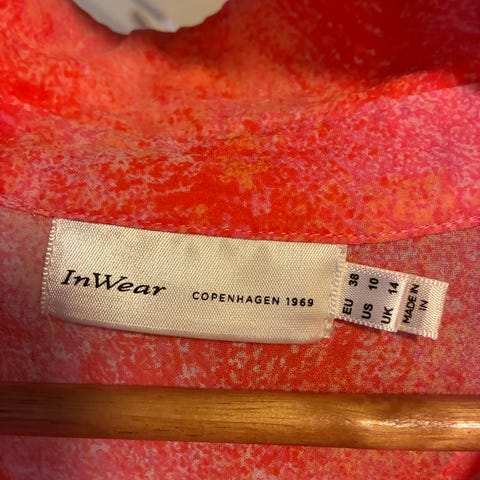 InWear
COPENHAGEN 1969
EU 38
US 10
UK 14
MADE IN
IN